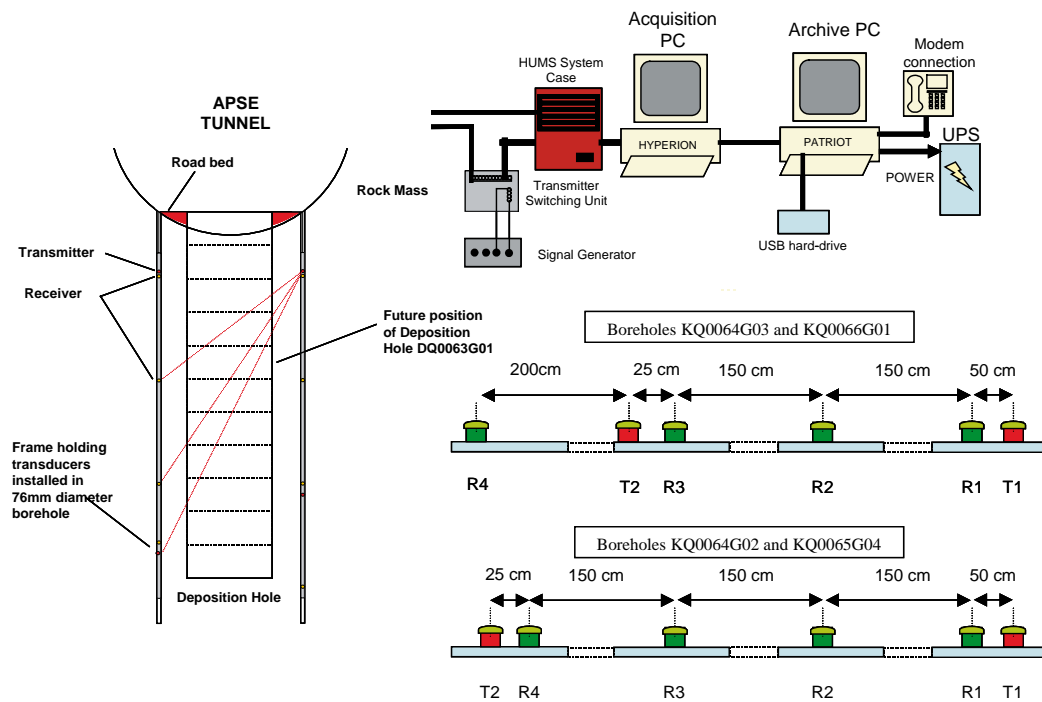 APSE
TUNNEL
Road bed
Rock Mass
Transmitter
Receiver
Future position
of Deposition
Hole DQ0063G01
Frame holding
transducers
installed in
76mm diameter
borehole
Deposition Hole
Acquisition
PC
Archive PC
HUMS System
Case
Modem
connection
HYPERION
PATRIOT
UPS
POWER
Transmitter
Switching Unit
USB hard-drive
Signal Generator
Boreholes KQ0064G03 and KQ0066G01
200cm 25 cm 150 cm 150 cm 50 cm
R4 T2 R3 R2 R1 T1
Boreholes KQ0064G02 and KQ0065G04
25 cm 150 cm 150 cm 150 cm 50 cm
T2 R4 R3 R2 R1 T1